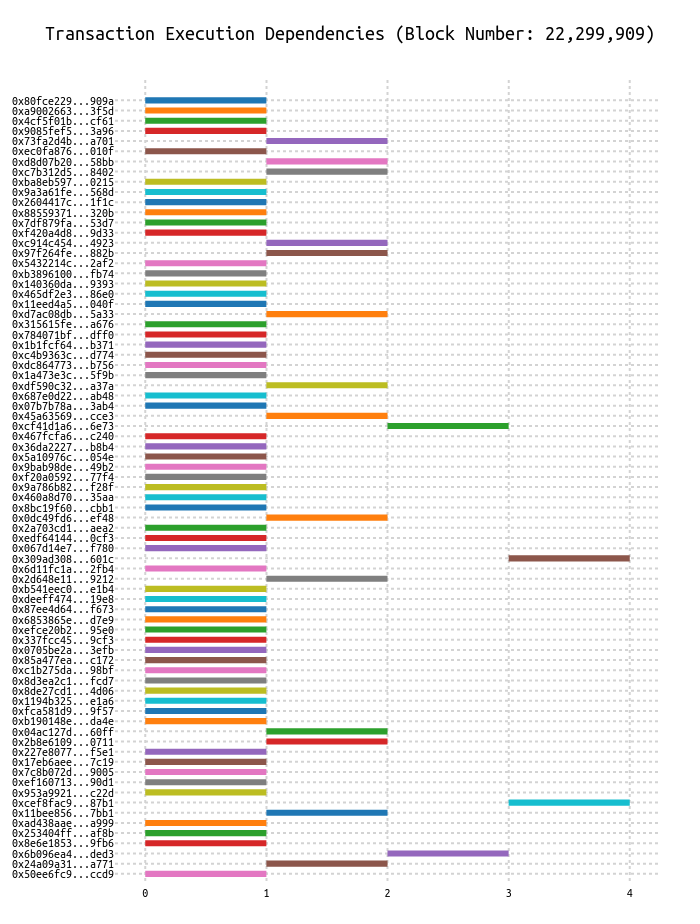 Transaction Execution Dependencies (Block Number: 22,299,909)
0x80fce229...909a
0xa9002663...3f5d
0x4cf5f01b...cf61
0x9085fef5...3a96
0x73fa2d4b...a701
0xec0fa876...010f
0xd8d07b20...58bb
0xc7b312d5...8402
0xba8eb597...0215
0x9a3a61fe...568d
0x2604417c...1f1c
0x88559371...320b
0x7df879fa...53d7
0xf420a4d8...9d33
0xc914c454...4923
0x97f264fe...882b
0x5432214c...2af2
0xb3896100...fb74
0x140360da...9393
0x465df2e3...86e0
0x11eed4a5...040f
0xd7ac08db...5a33
0x315615fe...a676
0x784071bf...dff0
0x1b1fcf64...b371
0xc4b9363c...d774
0xdc864773...b756
0x1a473e3c...5f9b
0xdf590c32...a37a
0x687e0d22...ab48
0x07b7b78a...3ab4
0x45a63569...cce3
0xcf41d1a6...6e73
0x467fcfa6...c240
0x36da2227...b8b4
0x5a10976c...054e
0x9bab98de...49b2
0xf20a0592...77f4
0x9a786b82...f28f
0x460a8d70...35aa
0x8bc19f60...cbb1
0x0dc49fd6...ef48
0x2a703cd1...aea2
0xedf64144...0cf3
0x067d14e7...f780
0x309ad308...601c
0x6d11fc1a...2fb4
0x2d648e11...9212
0xb541eec0...e1b4
0xdeeff474...19e8
0x87ee4d64...f673
0x6853865e...d7e9
0xefce20b2...95e0
0x337fcc45...9cf3
0x0705be2a...3efb
0x85a477ea...c172
0xc1b275da...98bf
0x8d3ea2c1...fcd7
0x8de27cd1...4d06
0x1194b325...e1a6
0xfca581d9...9f57
0xb190148e...da4e
0x04ac127d...60ff
0x2b8e6109...0711
0x227e8077...f5e1
0x17eb6aee...7c19
0x7c8b072d...9005
0xef160713...90d1
0x953a9921...c22d
0xcef8fac9...87b1
0x11bee856...7bb1
0xad438aae...a999
0x253404ff...af8b
0x8e6e1853...9fb6
0x6b096ea4...ded3
0x24a09a31...a771
0x50ee6fc9...ccd9
0 1 2 3 4